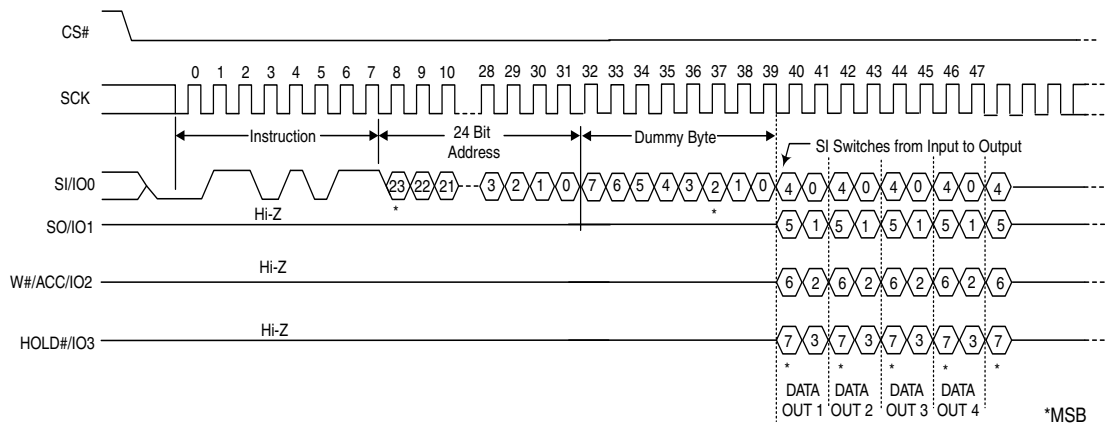 CS#
0 1 2 3 4 5 6 7 8 9 10 28 29 30 31 32 33 34 35 36 37 38 39 40 41 42 43 44 45 46 47
SCK
Instruction
24 Bit
Address
Dummy Byte
SI Switches from Input to Output
SI/IO0
23 22 21 3 2 1 0 7 6 5 4 3 2 1 0 4 0 4 0 4 0 4 0 4
* *
Hi-Z
SO/IO1
5 1 5 1 5 1 5 1 5
Hi-Z
W#/ACC/IO2
6 2 6 2 6 2 6 2 6
Hi-Z
HOLD#/IO3
7 3 7 3 7 3 7 3 7
* * * * *
DATA OUT 1
DATA OUT 2
DATA OUT 3
DATA OUT 4
*MSB